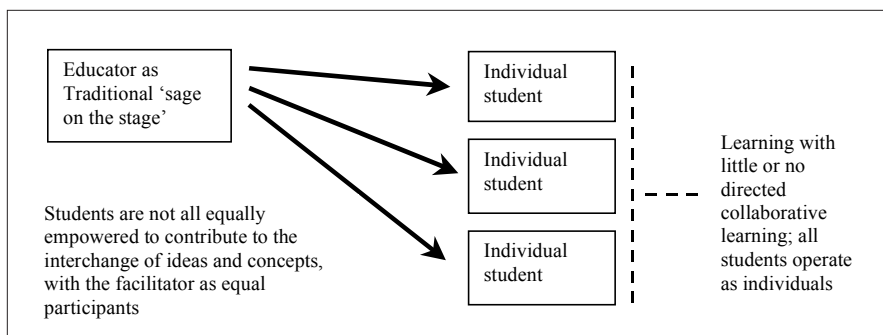 Educator as
Traditional ‘sage
on the stage’
Individual
student
Individual
student
Individual
student
Students are not all equally
empowered to contribute to the
interchange of ideas and concepts,
with the facilitator as equal
participants
Learning with
little or no
directed
collaborative
learning; all
students operate
as individuals